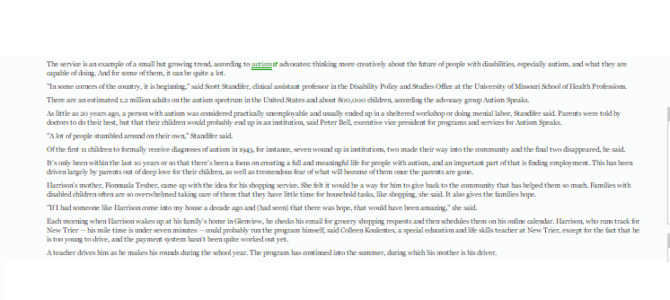 The service is an example of a small but growing trend, according to autism advocates: thinking more creatively about the future of people with disabilities, especially autism, and what they are
capable of doing. And for some of them, it can be quite a lot.
"In some corners of the country, it is beginning," said Scott Standifer, clinical assistant professor in the Disability Policy and Studies Office at the University of Missouri School of Health Professions.
There are an estimated 1.2 million adults on the autism spectrum in the United States and about 800,000 children, according the advocacy group Autism Speaks.
As little as 20 years ago, a person with autism was considered practically unemployable and usually ended up in a sheltered workshop or doing menial labor, Standifer said. Parents were told by
doctors to do their best, but that their children would probably end up in an institution, said Peter Bell, executive vice president for programs and services for Autism Speaks.
"A lot of people stumbled around on their own," Standifer said.
Of the first 11 children to formally receive diagnoses of autism in 1943, for instance, seven wound up in institutions, two made their way into the community and the final two disappeared, he said.
It's only been within the last 10 years or so that there's been a focus on creating a full and meaningful life for people with autism, and an important part of that is finding employment. This has been
driven largely by parents out of deep love for their children, as well as tremendous fear of what will become of them once the parents are gone.
Harrison's mother, Fionnuala Teuber, came up with the idea for his shopping service. She felt it would be a way for him to give back to the community that has helped them so much. Families with
disabled children often are so overwhelmed taking care of them that they have little time for household tasks, like shopping, she said. It also gives the families hope.
"If I had someone like Harrison come into my house a decade ago and (had seen) that there was hope, that would have been amazing," she said.
Each morning when Harrison wakes up at his family's home in Glenview, he checks his email for grocery shopping requests and then schedules them on his online calendar. Harrison, who runs track for
New Trier — his mile time is under seven minutes — could probably run the program himself, said Colleen Koulentes, a special education and life skills teacher at New Trier, except for the fact that he
is too young to drive, and the payment system hasn't been quite worked out yet.
A teacher drives him as he makes his rounds during the school year. The program has continued into the summer, during which his mother is his driver.